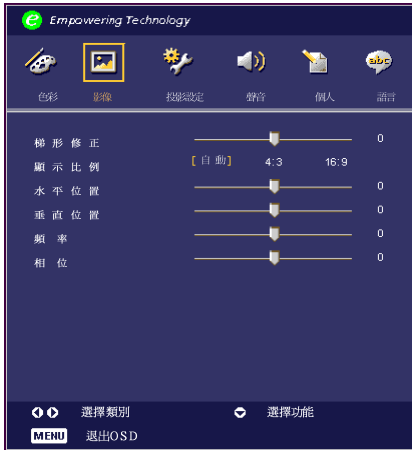 Empowering Technology
色彩 影像 投影設定 聲音 個人 語言
梯形修正 0
顯示比例 [自動] 4:3 16:9
水平位置 0
垂直位置 0
頻率 0
相位 0
選擇類別 選擇功能
MENU 退出OSD